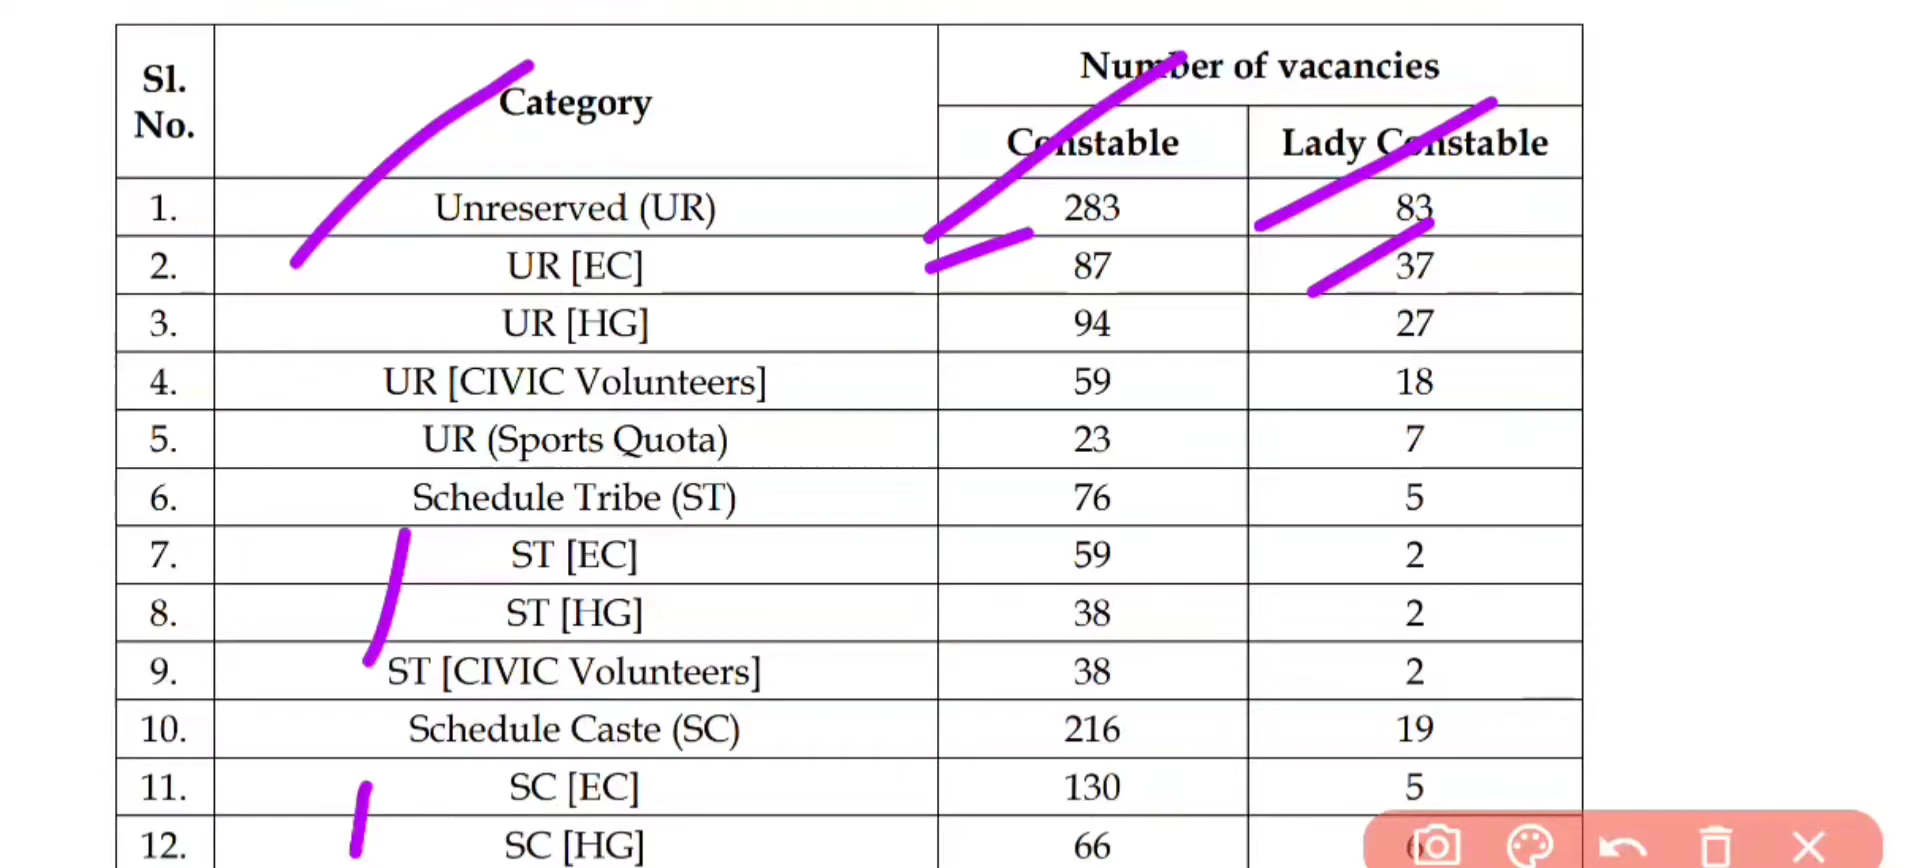 Sl. No. Category Number of vacancies
Constable Lady Constable
1. Unreserved (UR) 283 83
2. UR [EC] 87 37
3. UR [HG] 94 27
4. UR [CIVIC Volunteers] 59 18
5. UR (Sports Quota) 23 7
6. Schedule Tribe (ST) 76 5
7. ST [EC] 59 2
8. ST [HG] 38 2
9. ST [CIVIC Volunteers] 38 2
10. Schedule Caste (SC) 216 19
11. SC [EC] 130 5
12. SC [HG] 66